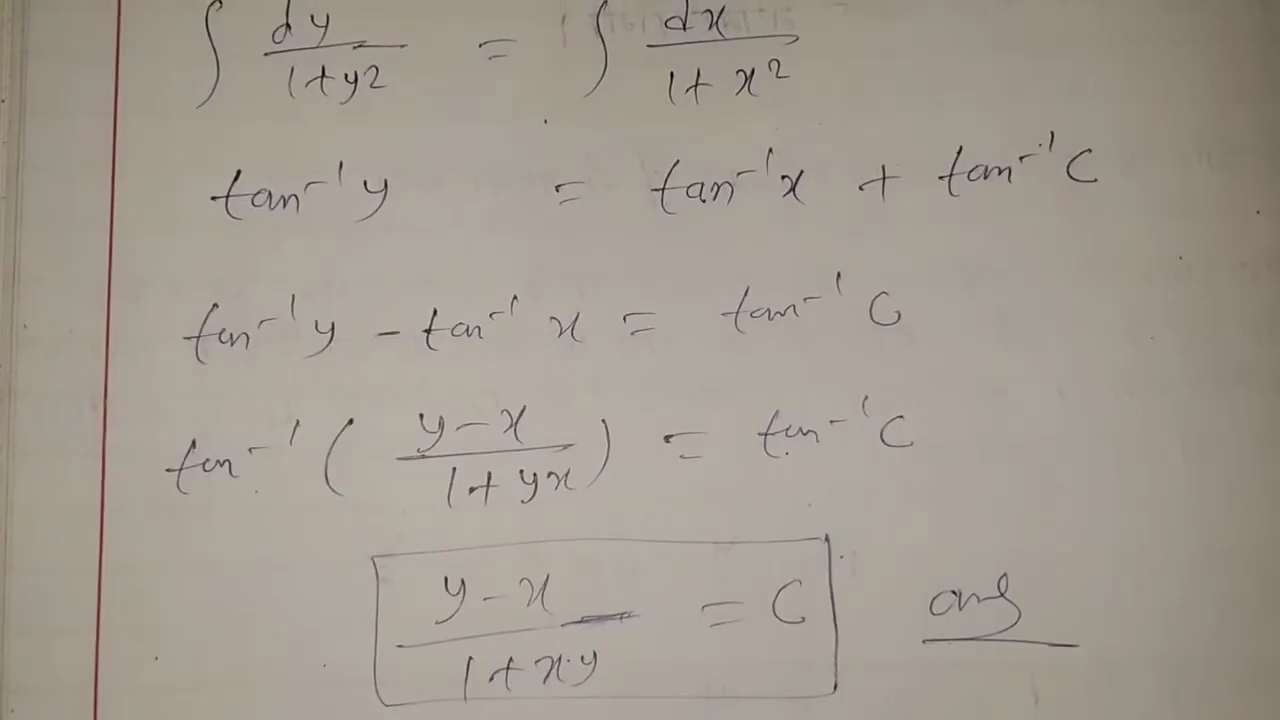 ∫ dy/(1+y2) = ∫ dx/(1+x²)
tan⁻¹y = tan⁻¹x + tan⁻¹C
tan⁻¹y - tan⁻¹x = tan⁻¹C
tan⁻¹((y-x)/(1+yx)) = tan⁻¹C
(y-x)/(1+x.y) = C ans